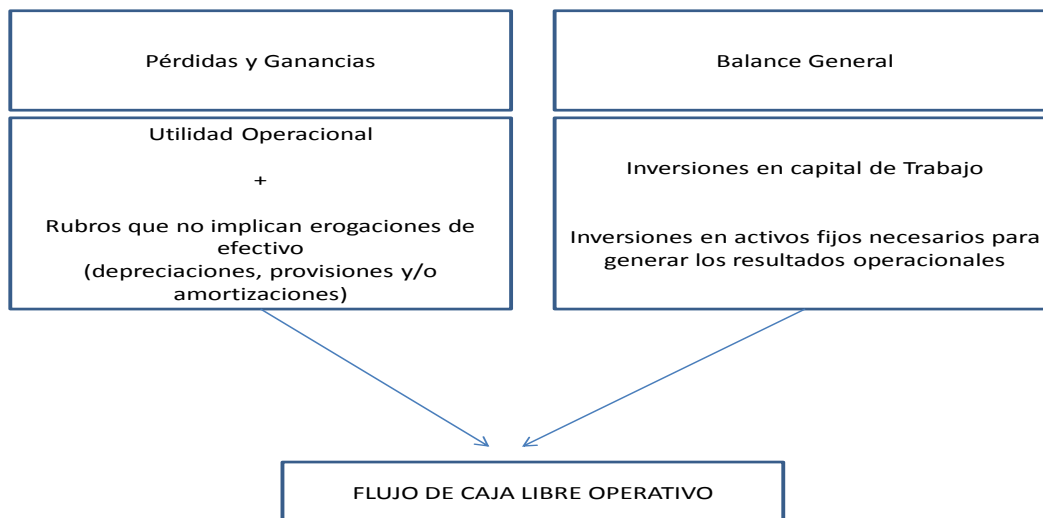 Pérdidas y Ganancias
Utilidad Operacional
+
Rubros que no implican erogaciones de
efectivo
(depreciaciones, provisiones y/o
amortizaciones)
Balance General
Inversiones en capital de Trabajo
Inversiones en activos fijos necesarios para
generar los resultados operacionales
FLUJO DE CAJA LIBRE OPERATIVO